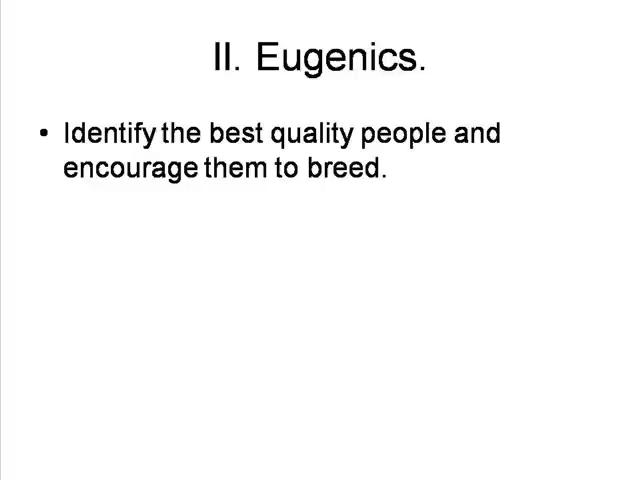 II. Eugenics.
• Identify the best quality people and
encourage them to breed.